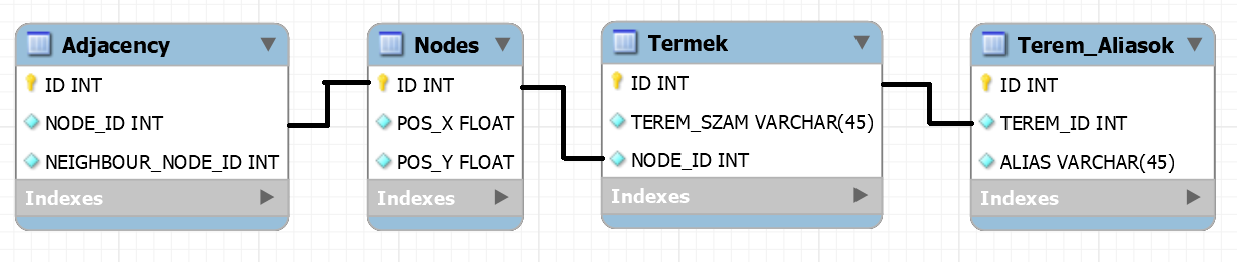 Adjacency
ID INT
NODE_ID INT
NEIGHBOUR_NODE_ID INT
Indexes
Nodes
ID INT
POS_X FLOAT
POS_Y FLOAT
Indexes
Termek
ID INT
TEREM_SZAM VARCHAR(45)
NODE_ID INT
Indexes
Terem_Aliasok
ID INT
TEREM_ID INT
ALIAS VARCHAR(45)
Indexes